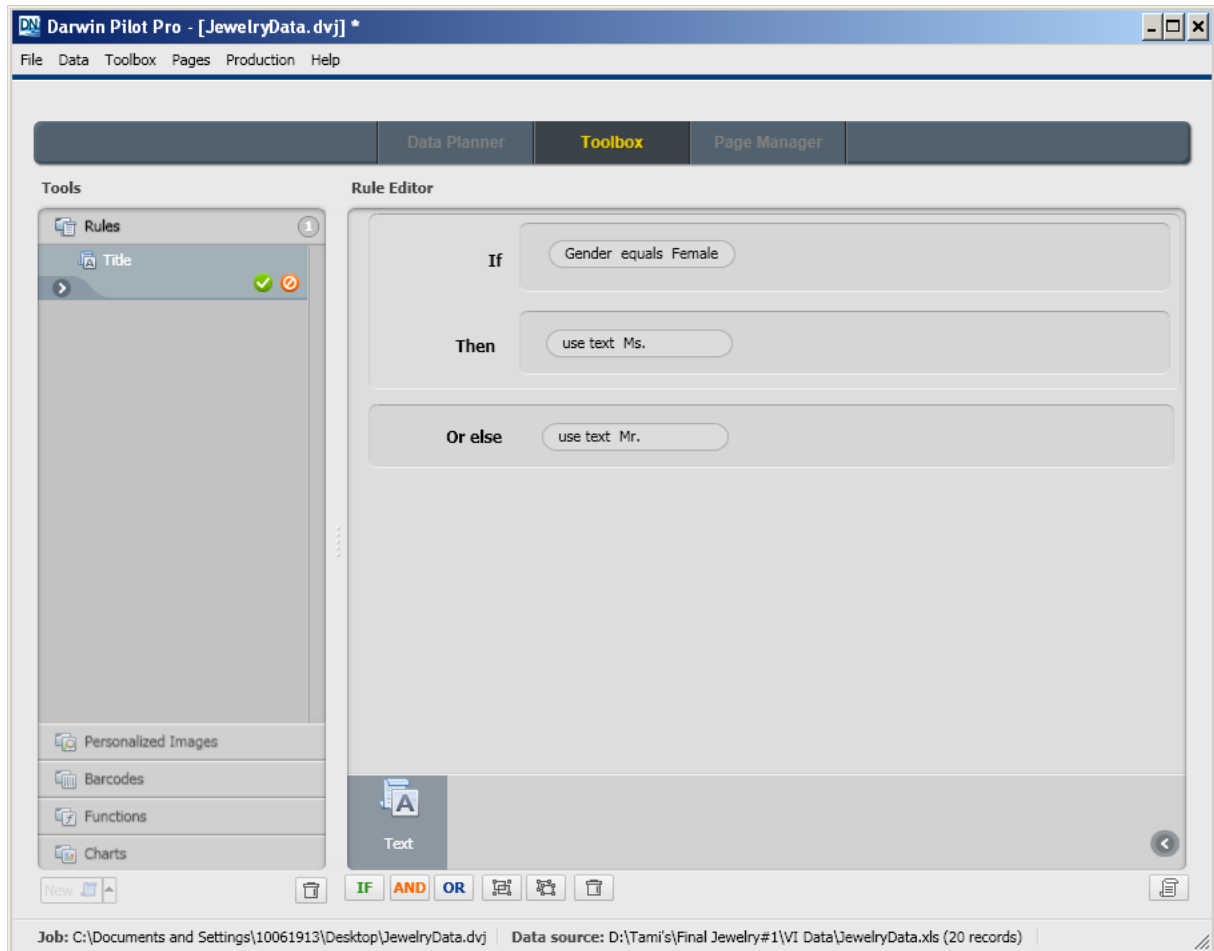 DN Darwin Pilot Pro - [JewelryData.dvj] *
File Data Toolbox Pages Production Help
Data Planner Toolbox Page Manager
Tools
Rule Editor
Rules 1
Title
If Gender equals Female
Then use text Ms.
Or else use text Mr.
Personalized Images
Barcodes
Functions
Charts
A
Text
New
IF AND OR
Job: C:\Documents and Settings\10061913\Desktop\JewelryData.dvj Data source: D:\Tami's\Final Jewelry#1\VI Data\JewelryData.xls (20 records)